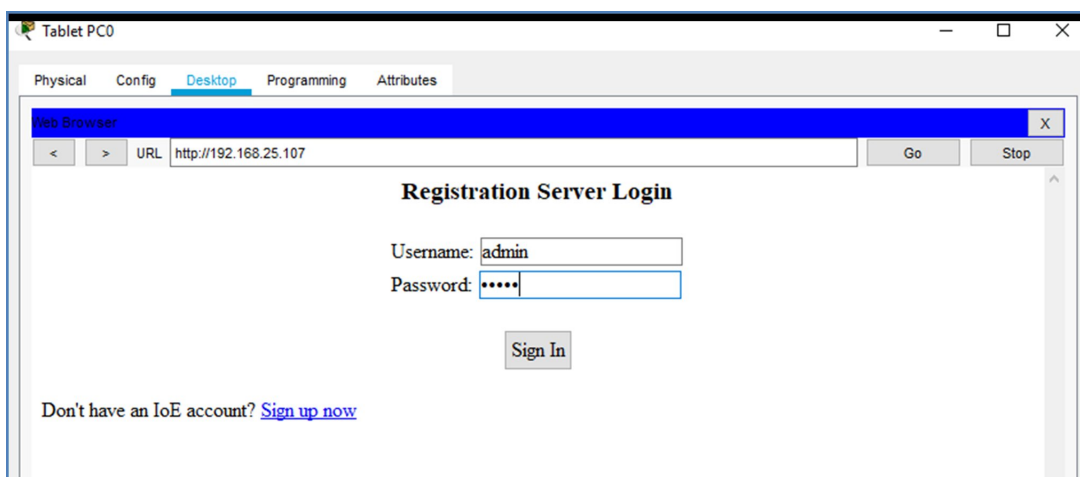 Tablet PC0
Physical Config Desktop Programming Attributes
Web Browser X
< > URL http://192.168.25.107 Go Stop
Registration Server Login
Username: admin
Password: •••••
Sign In
Don't have an IoE account? Sign up now